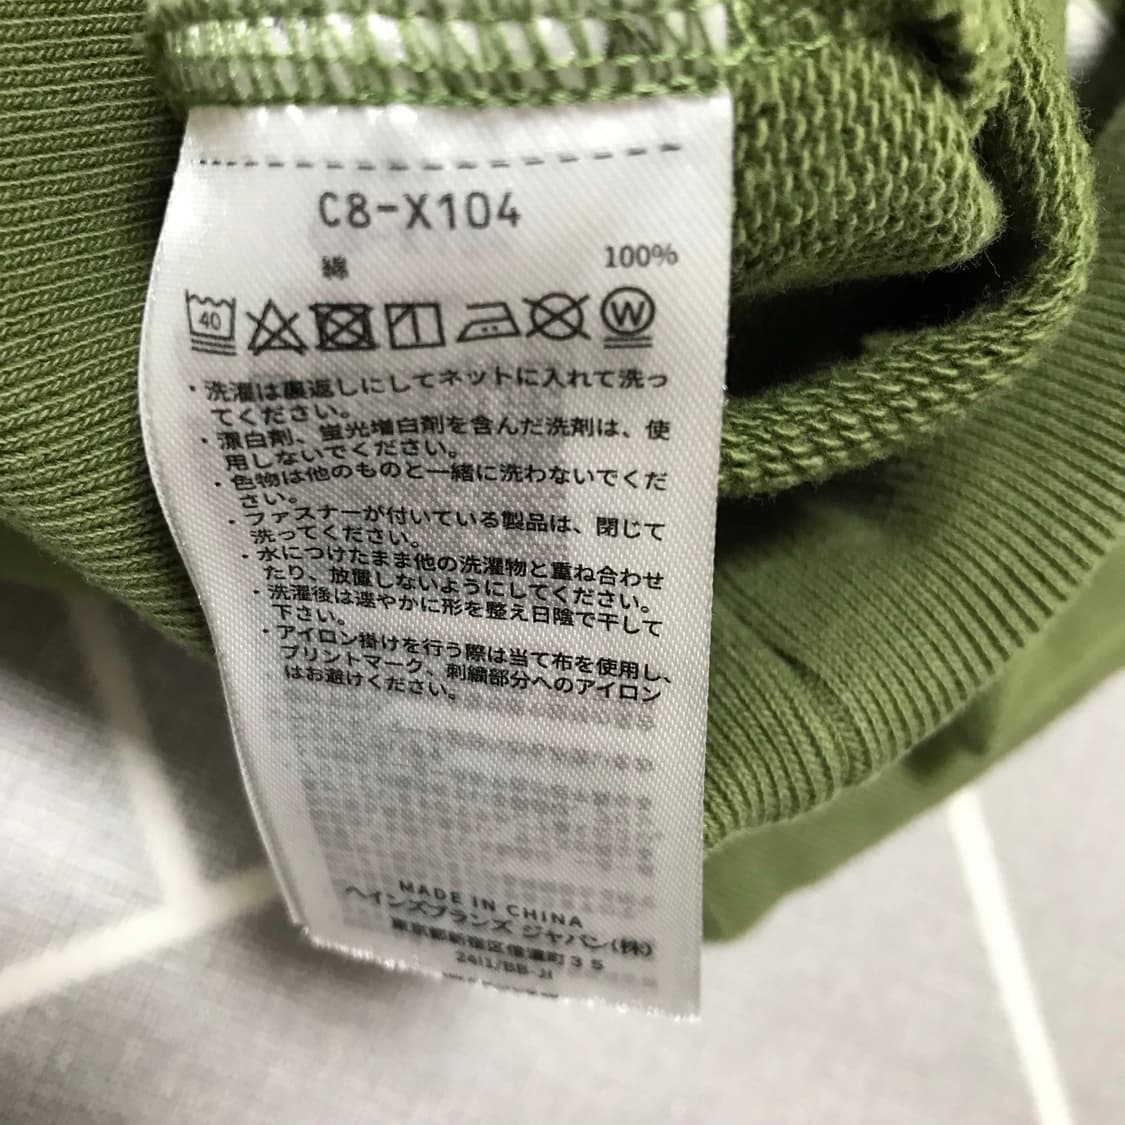 C8-X104
綿 100%
40
W
・洗濯は裏返しにしてネットに入れて洗っ
てください。
・漂白剤、蛍光増白剤を含んだ洗剤は、使
用しないでください。
・色物は他のものと一緒に洗わないでくだ
さい。
・ファスナーが付いている製品は、閉じて
洗ってください。
・水につけたまま他の洗濯物と重ね合わせ
たり、放置しないようにしてください。
・洗濯後は速やかに形を整え日陰で干して
下さい。
・アイロン掛けを行う際は当て布を使用し、
プリントマーク、刺繍部分へのアイロン
はお避けください。
MADE IN CHINA
ヘインズブランズ ジャパン(株)
東京都新宿区信濃町35